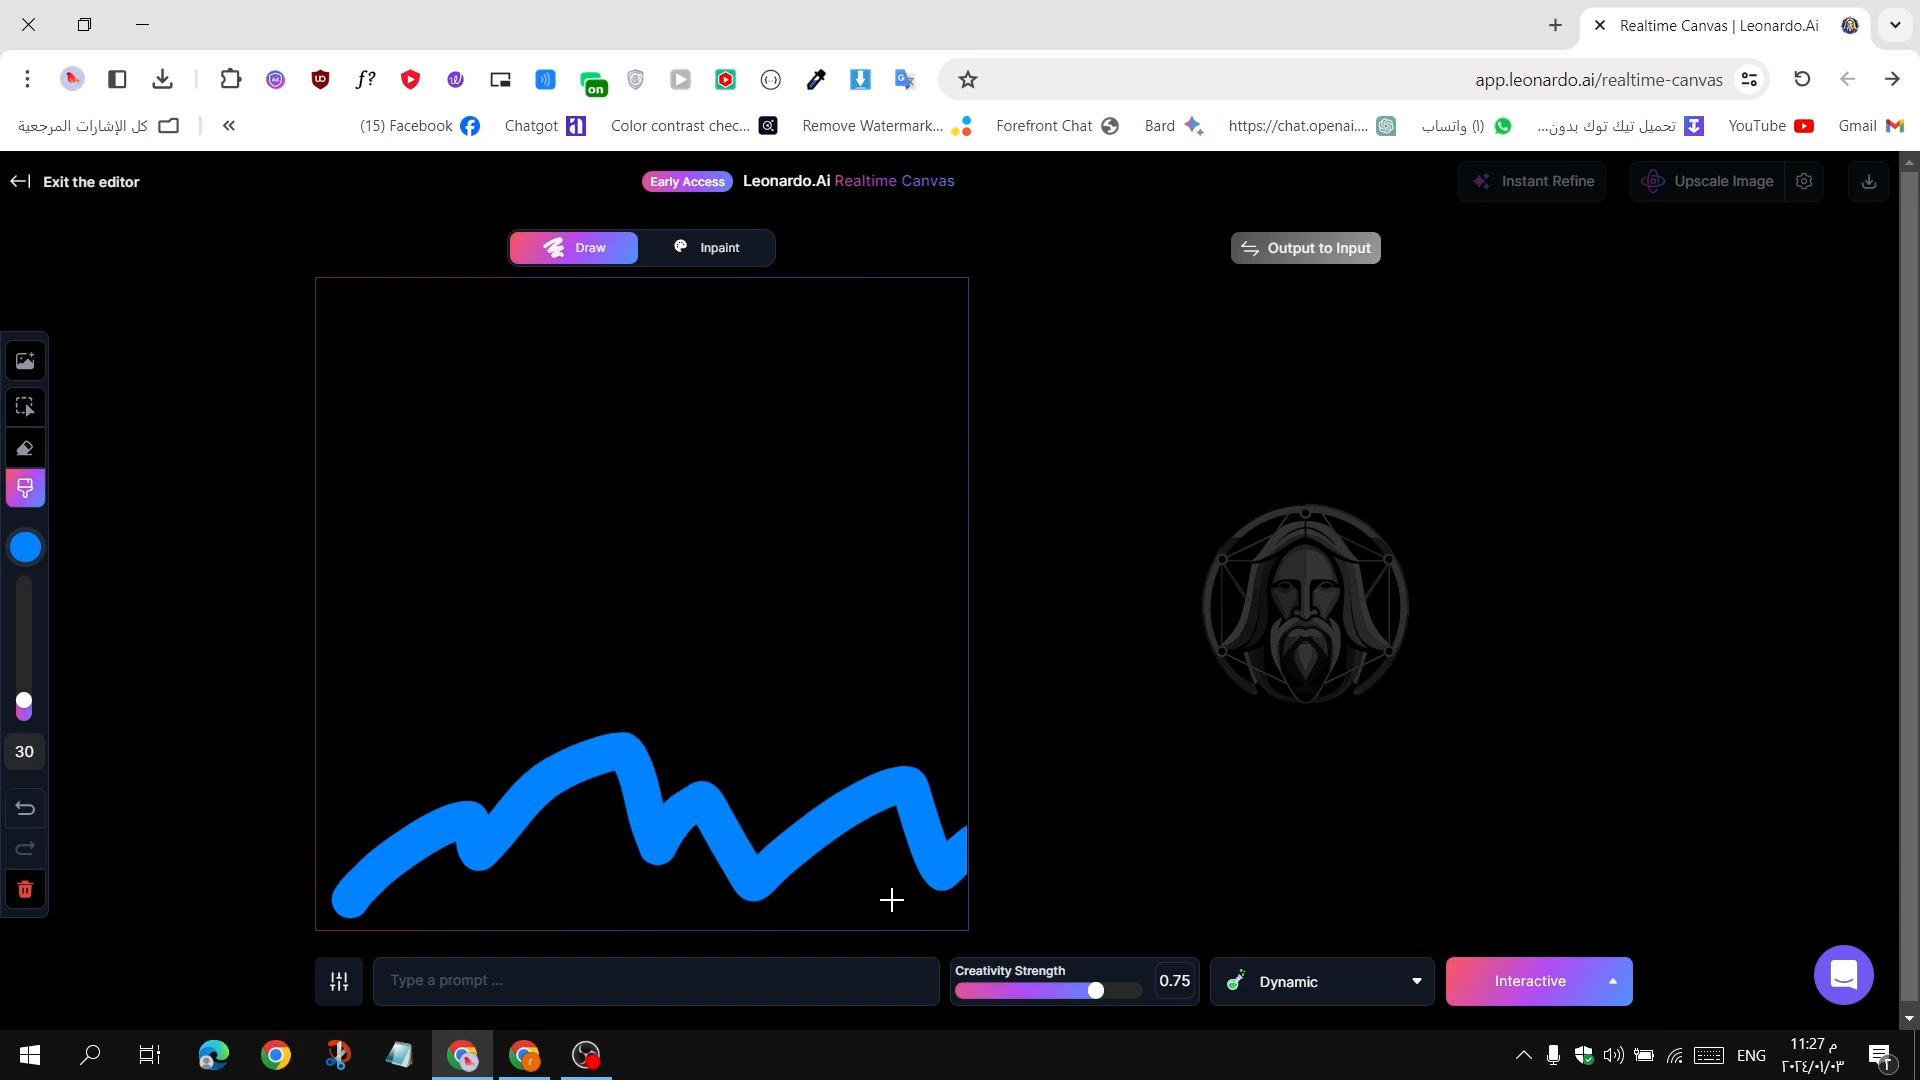 Realtime Canvas | Leonardo.Ai
app.leonardo.ai/realtime-canvas
on
كل الإشارات المرجعية
(15) Facebook
Chatgot
Color contrast chec...
Remove Watermark...
Forefront Chat
Bard
https://chat.openai....
(١) واتساب
تحميل تيك توك بدون...
YouTube
Gmail
Exit the editor
Early Access Leonardo.Ai Realtime Canvas
Instant Refine
Upscale Image
Draw
Inpaint
Output to Input
30
Type a prompt ...
Creativity Strength
0.75
Dynamic
Interactive
ENG
11:27 م
٢٠٢٤/٠١/٠٣
٢